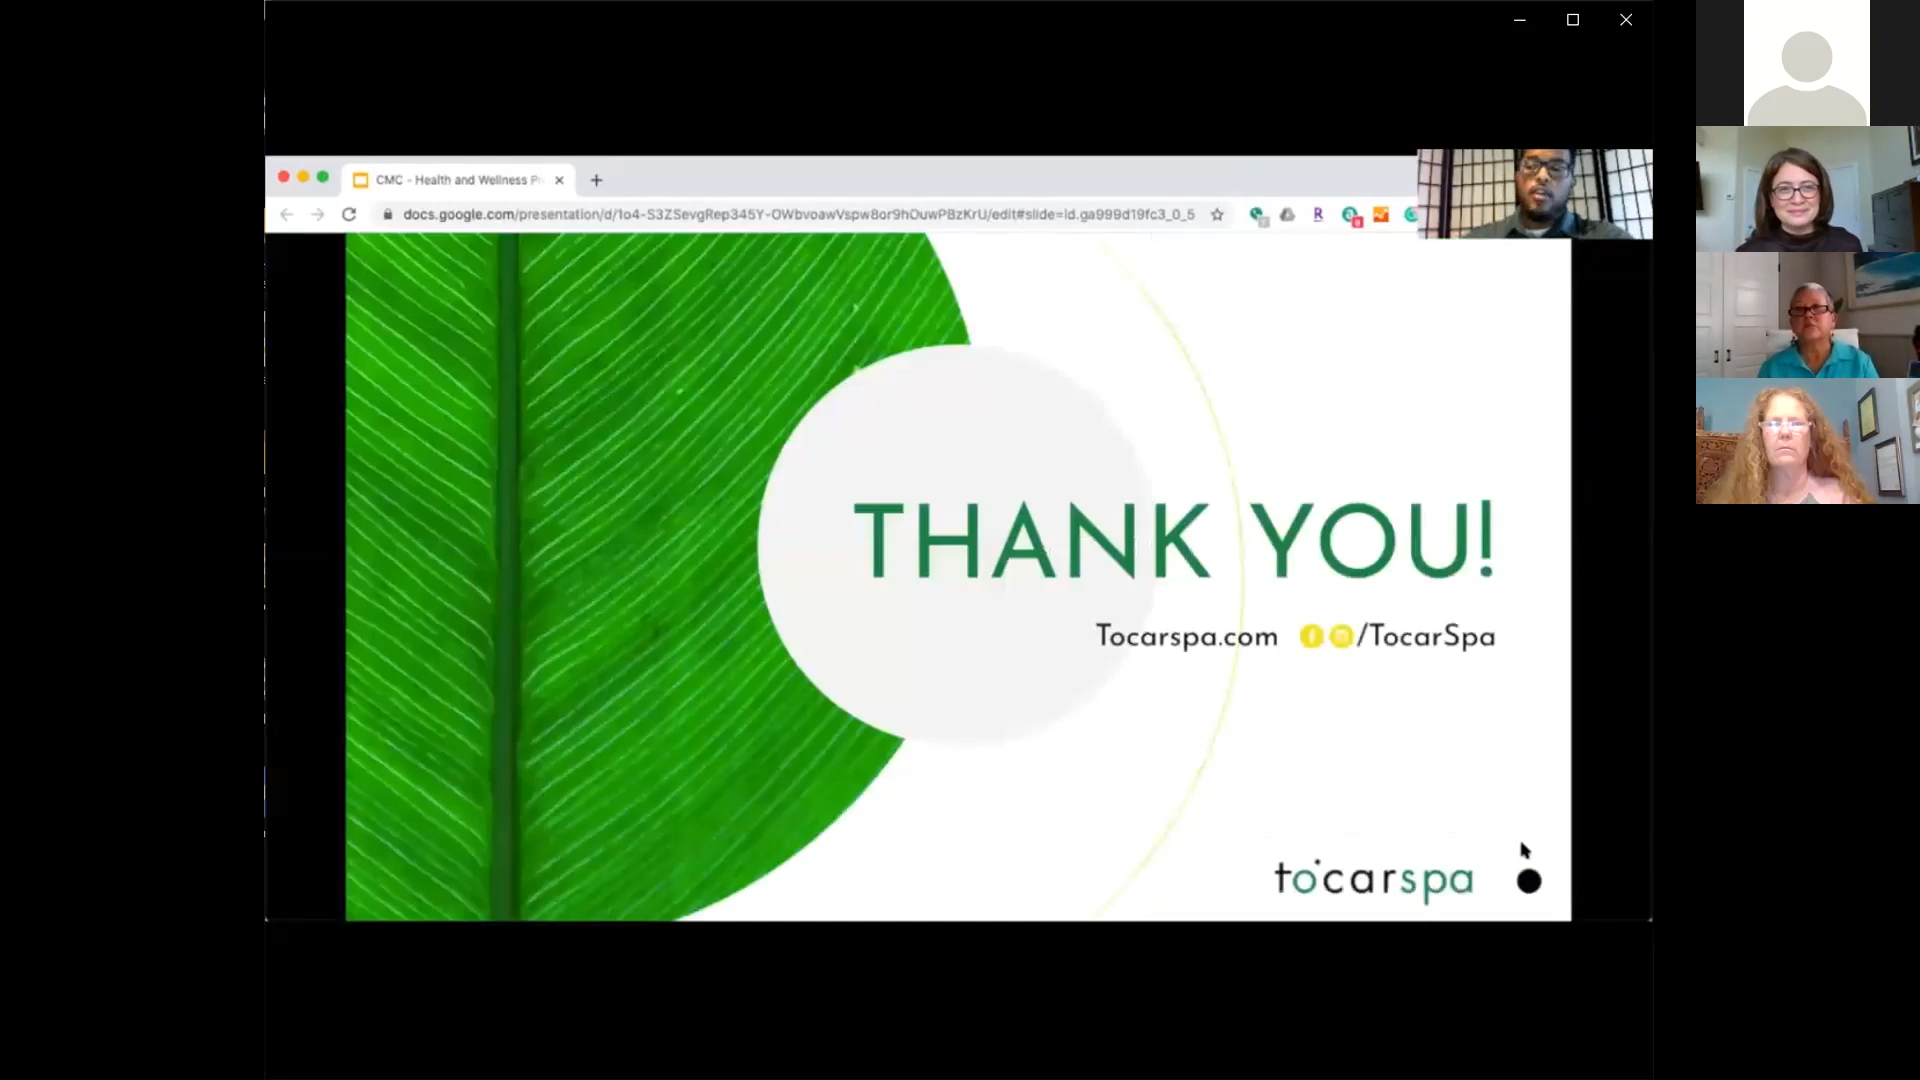 CMC - Health and Wellness Pr
docs.google.com/presentation/d/1o4-S3ZSevgRep345Y-OWbvoawVspw8or9hOuwPBzKrU/edit#slide=id.ga999d19fc3_0_5
R
THANK YOU!
Tocarspa.com /TocarSpa
tocarspa